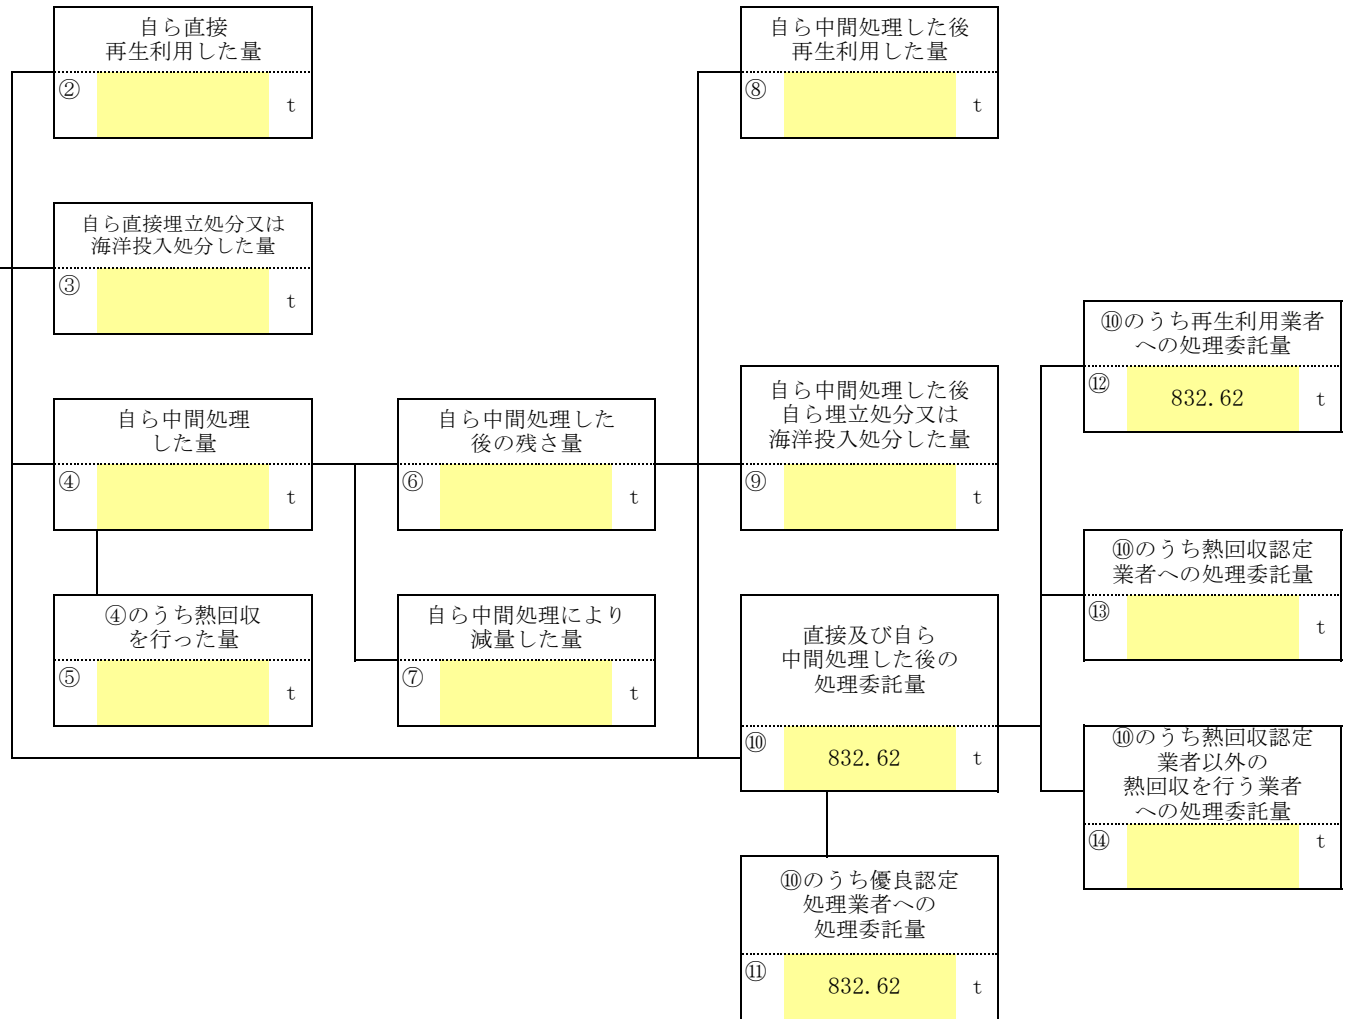 自ら直接
再生利用した量
②
t
自ら中間処理した後
再生利用した量
⑧
t
自ら直接埋立処分又は
海洋投入処分した量
③
t
⑩のうち再生利用業者
への処理委託量
⑫
832.62
t
自ら中間処理
した量
④
t
自ら中間処理した
後の残さ量
⑥
t
自ら中間処理した後
自ら埋立処分又は
海洋投入処分した量
⑨
t
⑩のうち熱回収認定
業者への処理委託量
⑬
t
④のうち熱回収
を行った量
⑤
t
自ら中間処理により
減量した量
⑦
t
直接及び自ら
中間処理した後の
処理委託量
⑩
832.62
t
⑩のうち熱回収認定
業者以外の
熱回収を行う業者
への処理委託量
⑭
t
⑩のうち優良認定
処理業者への
処理委託量
⑪
832.62
t